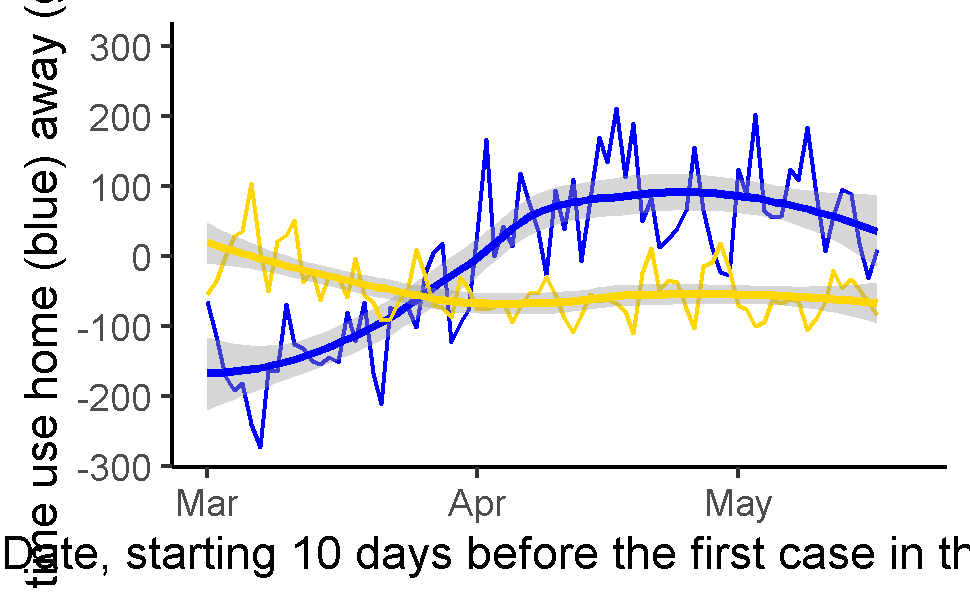 time use home (blue) away (
300
200
100
0
-100
-200
-300
Mar Apr May
Date, starting 10 days before the first case in th